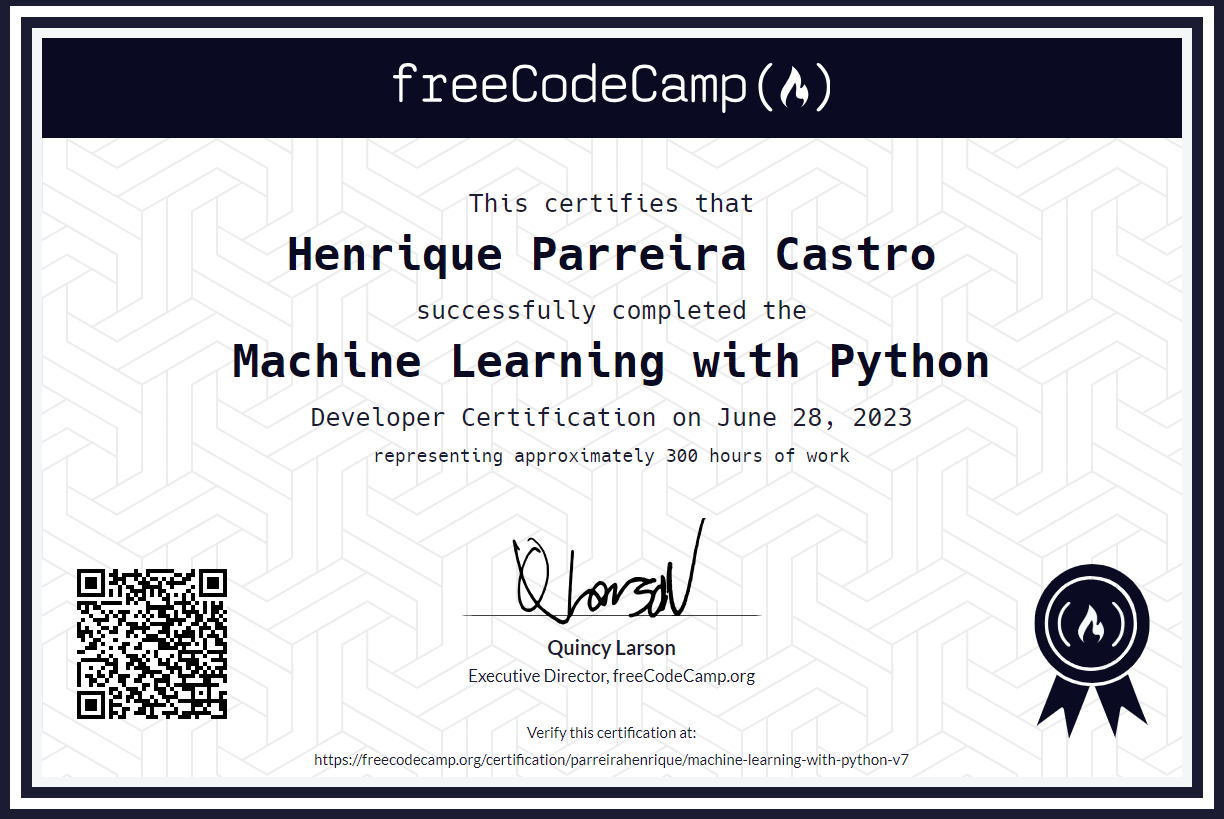 freeCodeCamp
This certifies that
Henrique Parreira Castro
successfully completed the
Machine Learning with Python
Developer Certification on June 28, 2023
representing approximately 300 hours of work
Q Larson
Quincy Larson
Executive Director, freeCodeCamp.org
Verify this certification at:
https://freecodecamp.org/certification/parreirahenrique/machine-learning-with-python-v7